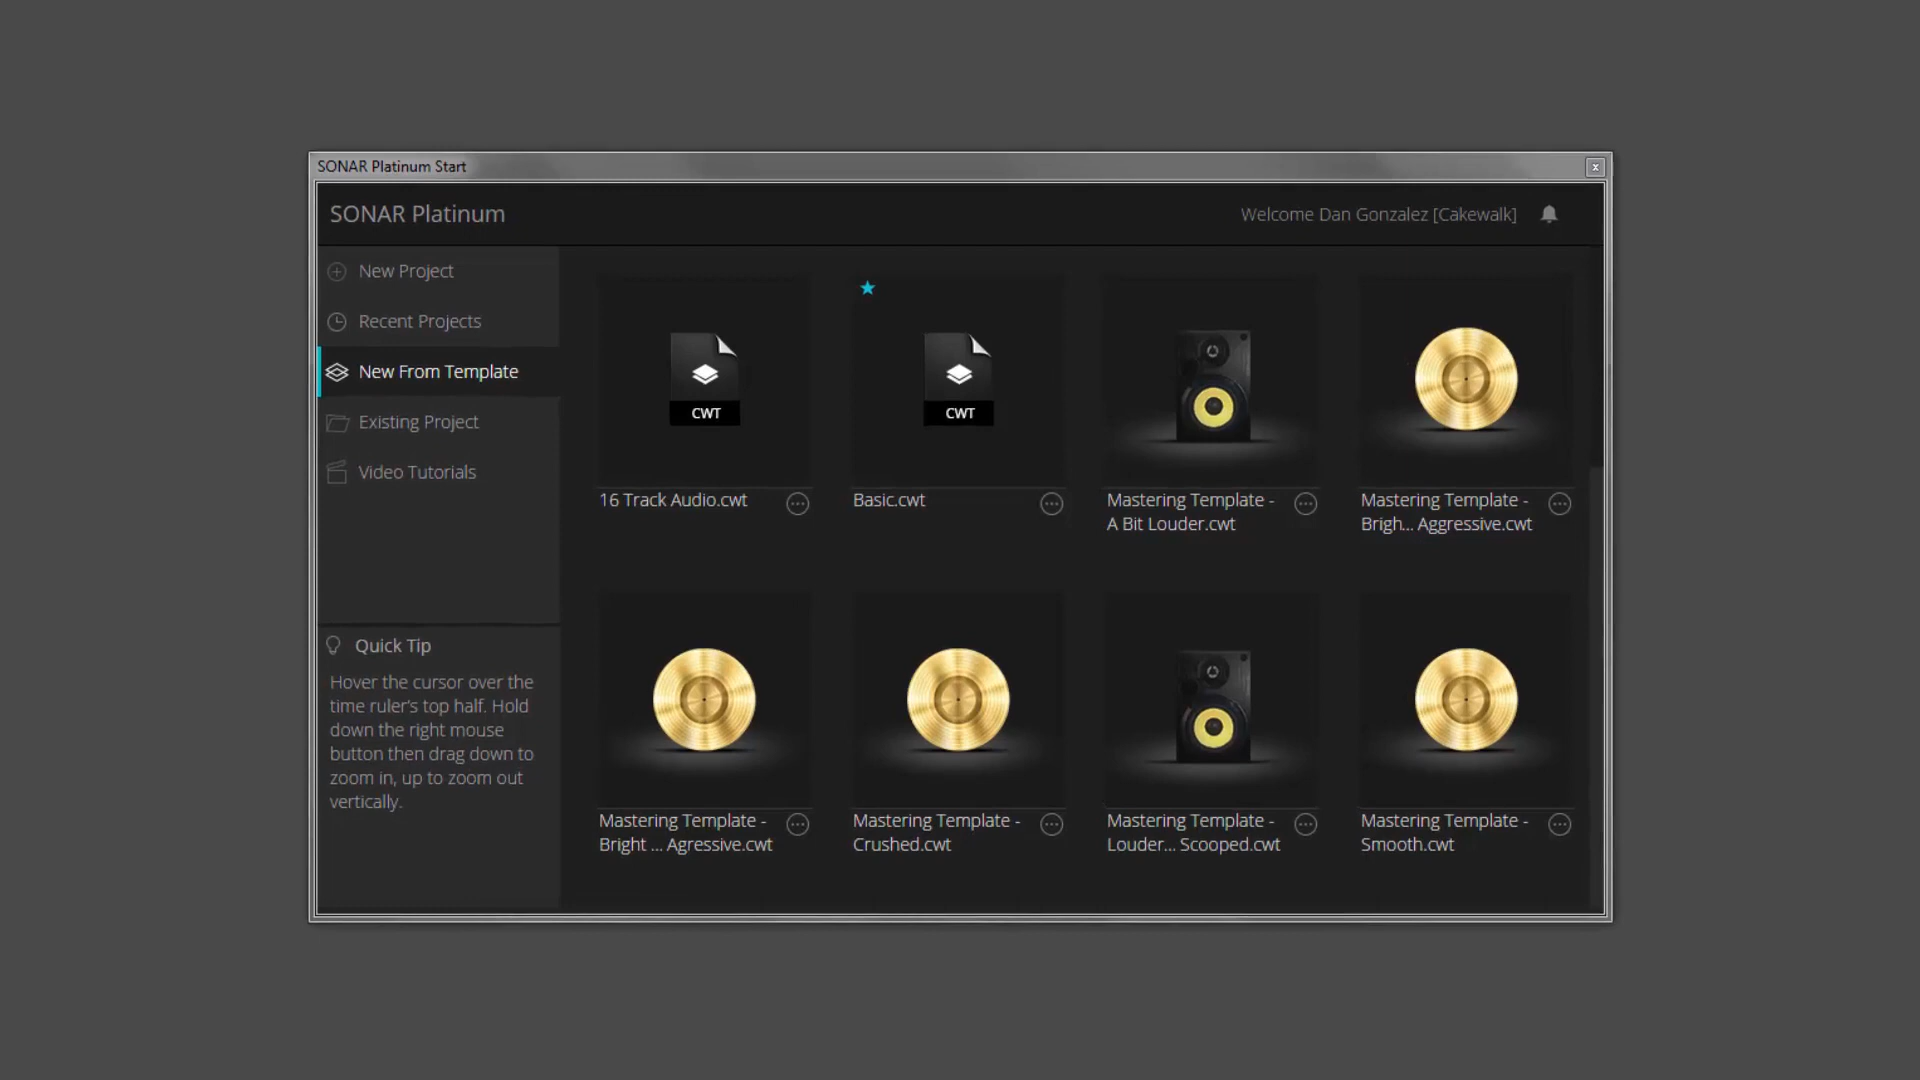 SONAR Platinum Start
x
SONAR Platinum
Welcome Dan Gonzalez [Cakewalk]
New Project
Recent Projects
New From Template
Existing Project
Video Tutorials
CWT
CWT
16 Track Audio.cwt
Basic.cwt
Mastering Template -
A Bit Louder.cwt
Mastering Template -
Brigh... Aggressive.cwt
Mastering Template -
Bright ... Agressive.cwt
Mastering Template -
Crushed.cwt
Mastering Template -
Louder... Scooped.cwt
Mastering Template -
Smooth.cwt
Quick Tip
Hover the cursor over the
time ruler's top half. Hold
down the right mouse
button then drag down to
zoom in, up to zoom out
vertically.